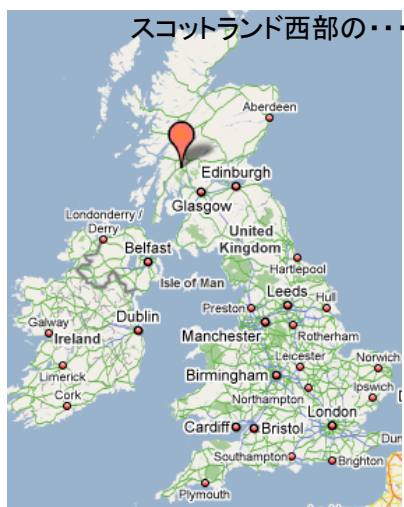 スコットランド西部の・・・
Aberdeen
Edinburgh
Glasgow
Londonderry /
Derry
United
Kingdom
Belfast
Hartlepool
Isle of Man
Leeds
Preston
Hull
Galway
Dublin
Ireland
Manchester
Rotherham
Leicester
Norwich
Limerick
Birmingham
Cork
Northampton
Ipswich
London
Cardiff
Bristol
Southampton
Brighton
Plymouth